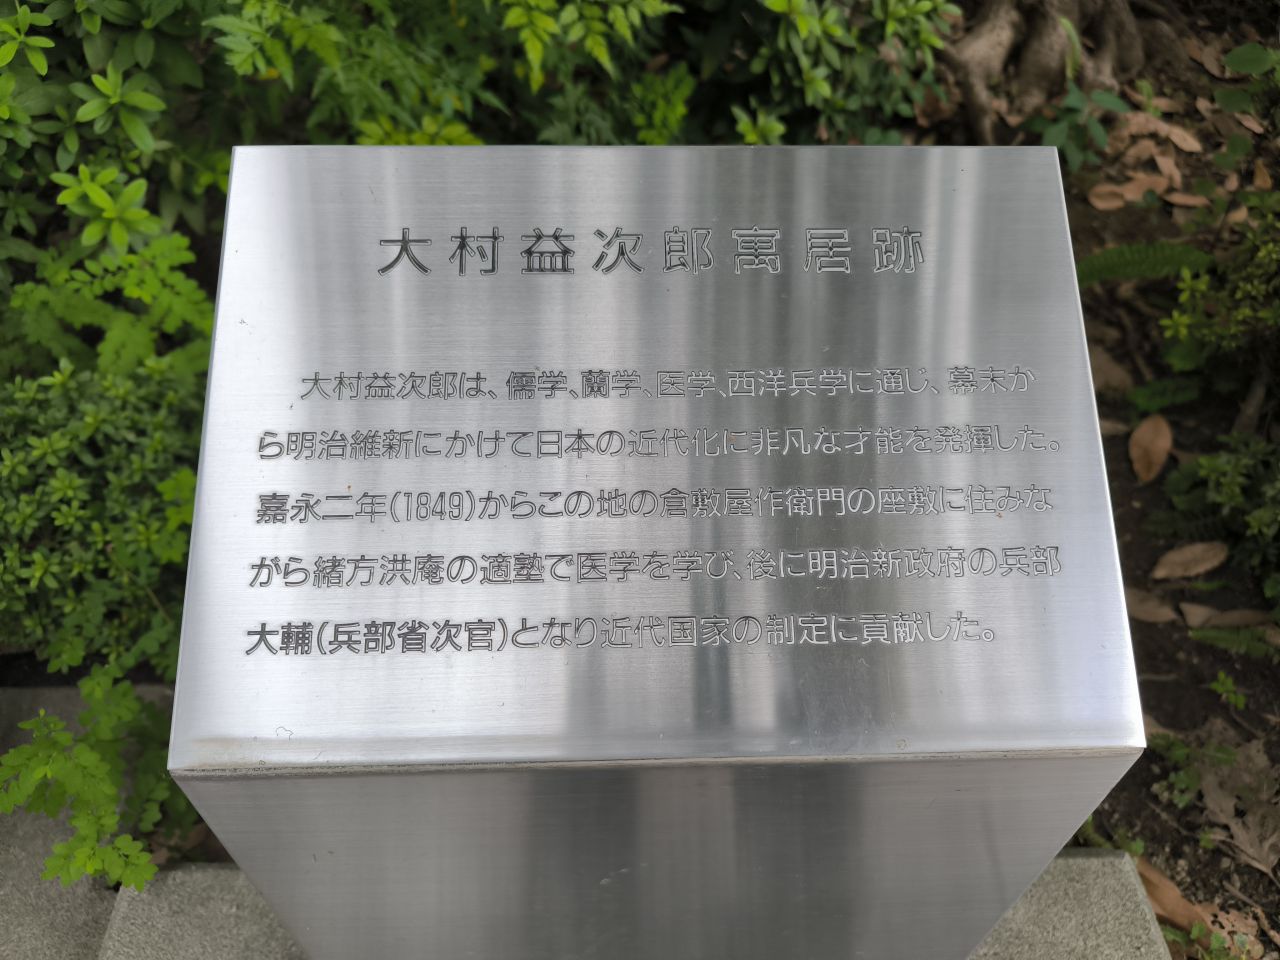 大村益次郎寓居跡
大村益次郎は、儒学、蘭学、医学、西洋兵学に通じ、幕末か
ら明治維新にかけて日本の近代化に非凡な才能を発揮した。
嘉永二年(1849)からこの地の倉敷屋作衛門の座敷に住みな
がら緒方洪庵の適塾で医学を学び、後に明治新政府の兵部
大輔(兵部省次官)となり近代国家の制定に貢献した。